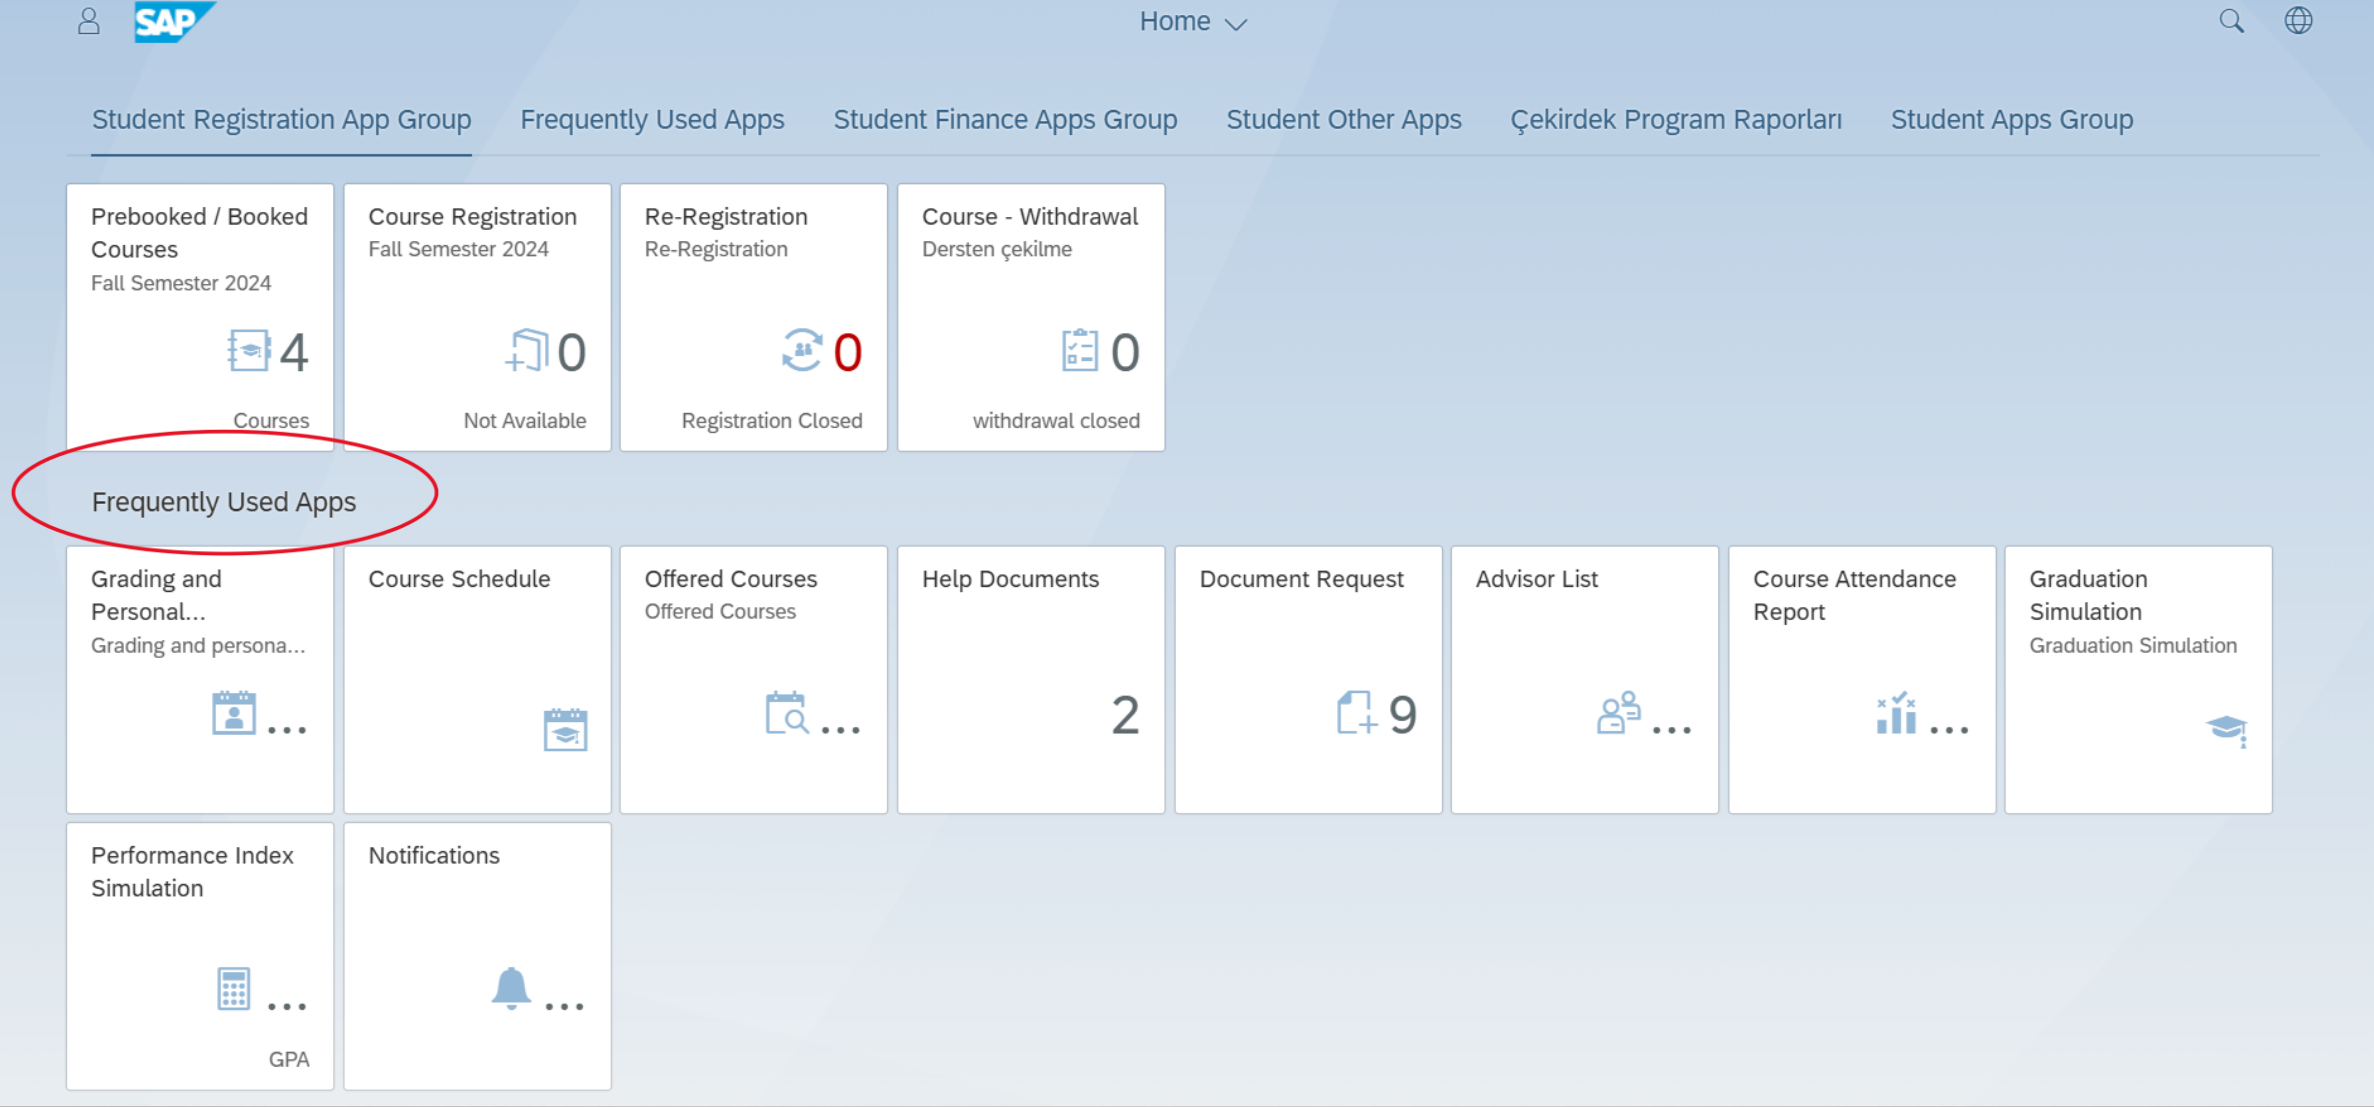 SAP
Home
Student Registration App Group
Frequently Used Apps
Student Finance Apps Group
Student Other Apps
Çekirdek Program Raporları
Student Apps Group
Prebooked / Booked
Courses
Fall Semester 2024
4
Courses
Course Registration
Fall Semester 2024
0
Not Available
Re-Registration
Re-Registration
0
Registration Closed
Course - Withdrawal
Dersten çekilme
0
withdrawal closed
Frequently Used Apps
Grading and
Personal...
Grading and persona...
...
Course Schedule
Offered Courses
Offered Courses
...
Help Documents
2
Document Request
9
Advisor List
...
Course Attendance
Report
...
Graduation
Simulation
Graduation Simulation
Performance Index
Simulation
...
GPA
Notifications
...